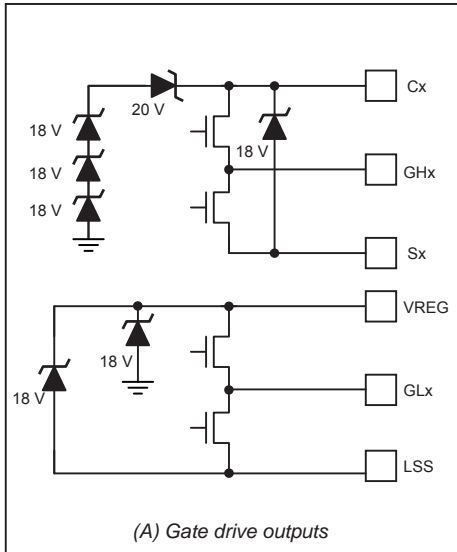 Cx
20 V
18 V
18 V
18 V
GHx
18 V
Sx
VREG
18 V
GLx
18 V
LSS
(A) Gate drive outputs